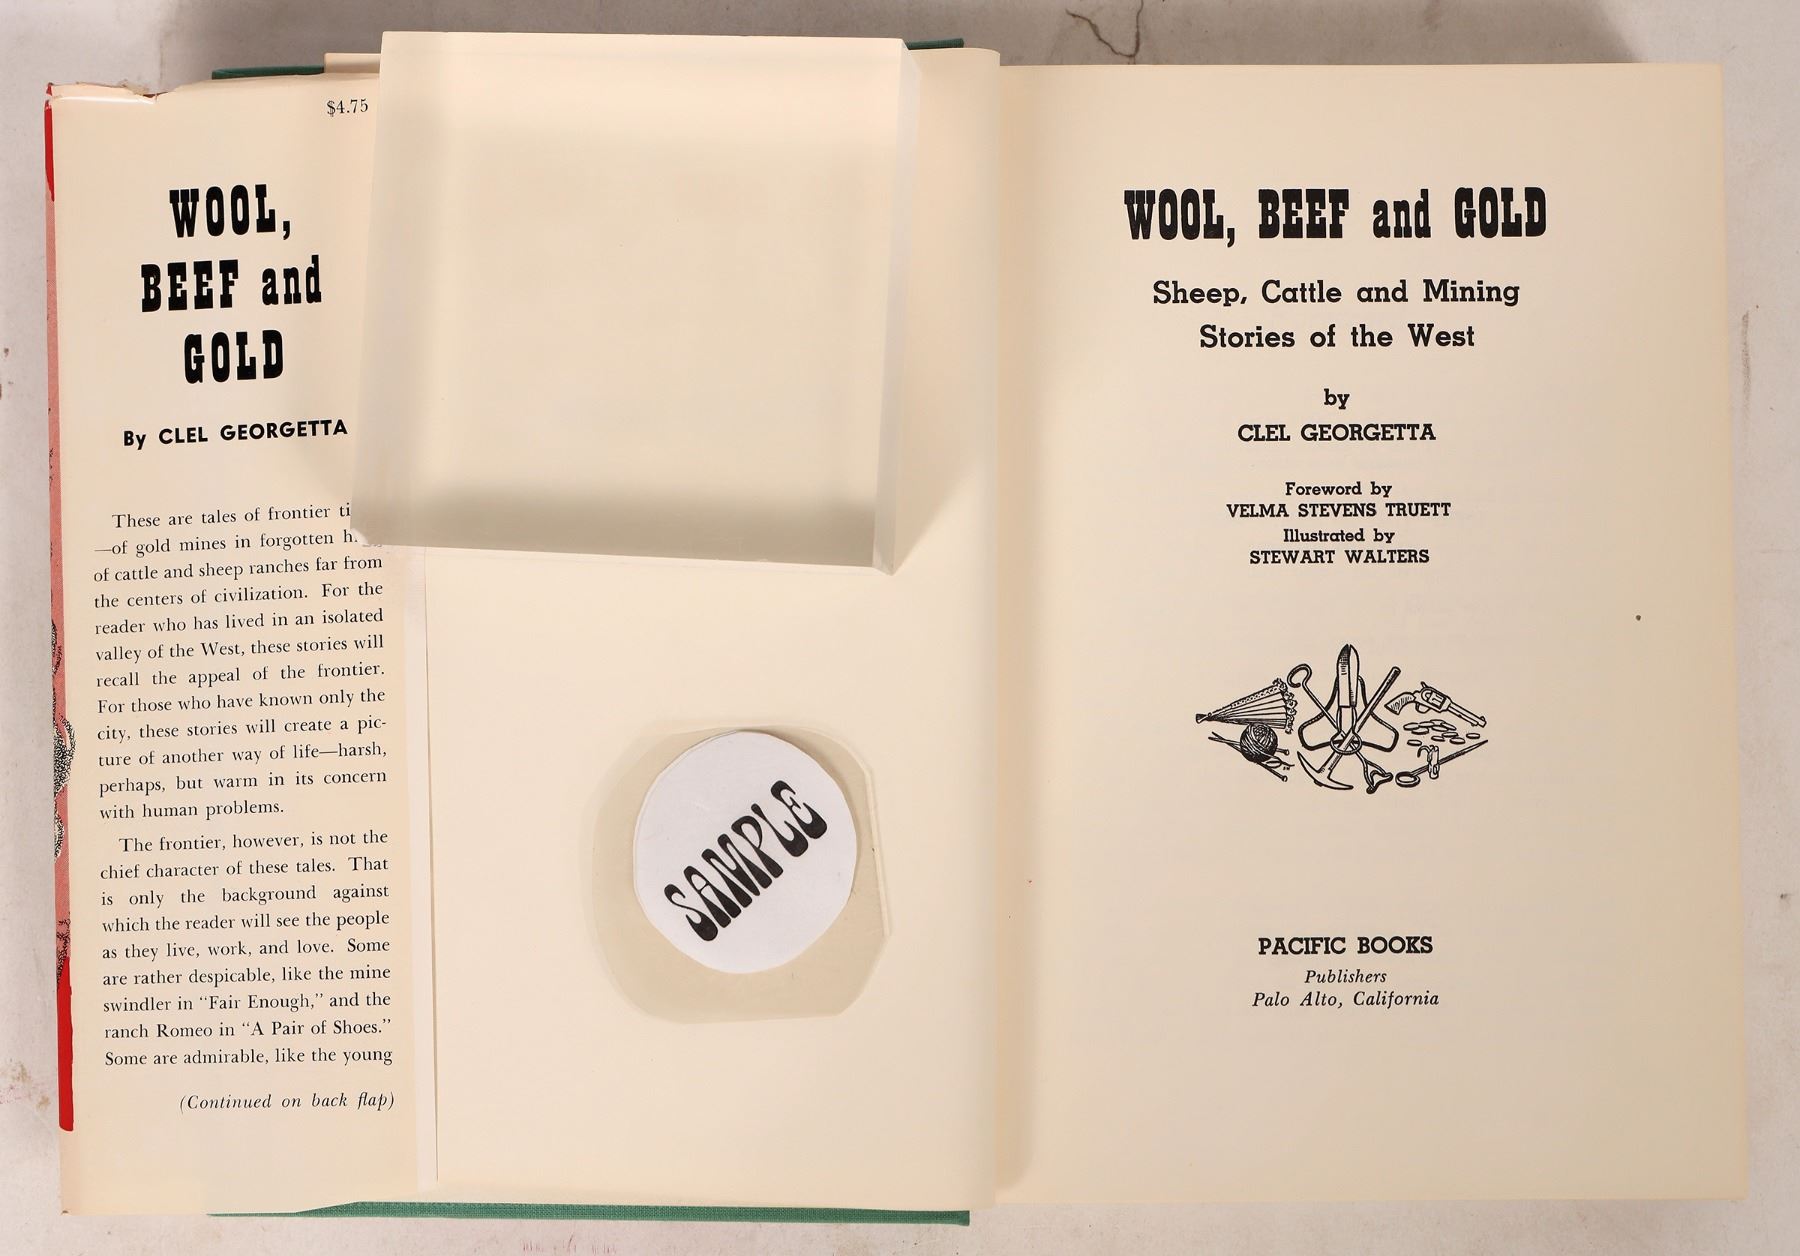 $4.75
WOOL,
BEEF and
GOLD
By CLEL GEORGETTA
These are tales of frontier
—of gold mines in forgotten
of cattle and sheep ranches far from
the centers of civilization. For the
reader who has lived in an isolated
valley of the West, these stories will
recall the appeal of the frontier.
For those who have known only the
city, these stories will create a pic-
ture of another way of life—harsh,
perhaps, but warm in its concern
with human problems.
The frontier, however, is not the
chief character of these tales. That
is only the background against
which the reader will see the people
as they live, work, and love. Some
are rather despicable, like the mine
swindler in "Fair Enough," and the
ranch Romeo in "A Pair of Shoes."
Some are admirable, like the young
(Continued on back flap)
SAMPLE
WOOL, BEEF and GOLD
Sheep, Cattle and Mining
Stories of the West
by
CLEL GEORGETTA
Foreword by
VELMA STEVENS TRUETT
Illustrated by
STEWART WALTERS
PACIFIC BOOKS
Publishers
Palo Alto, California